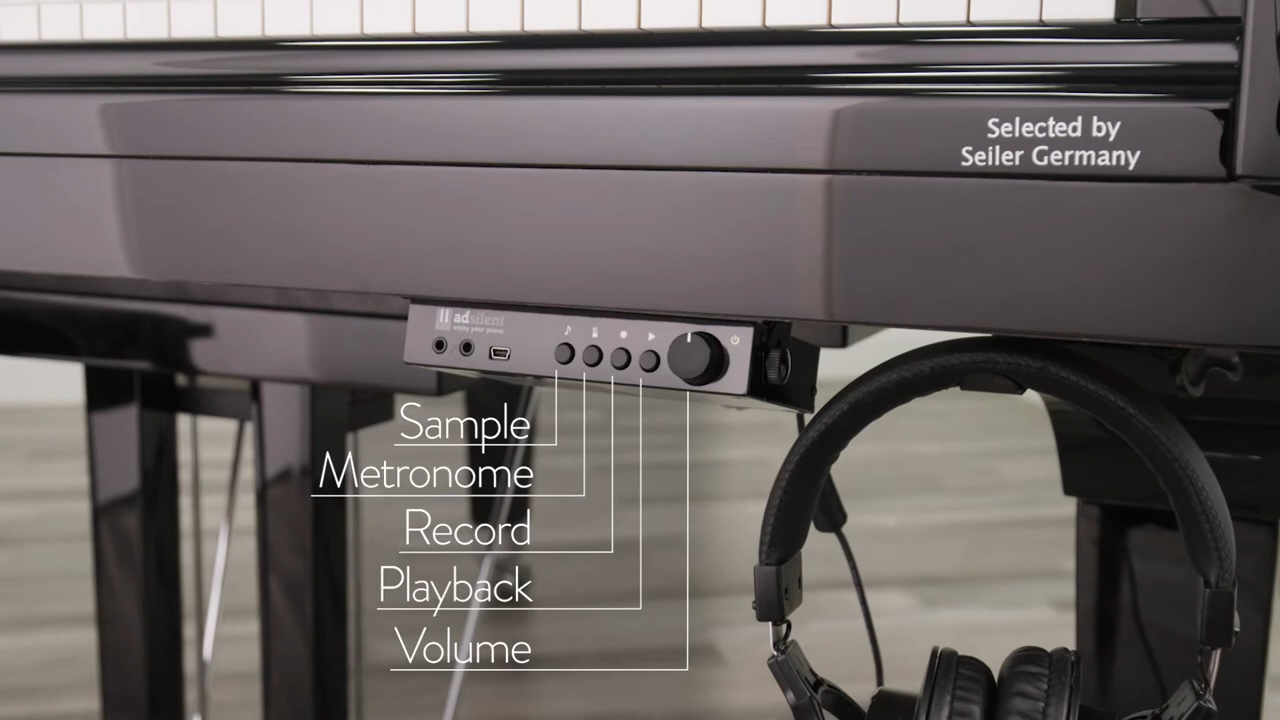 Selected by
Seiler Germany
adsilent
enjoy your piano
Sample
Metronome
Record
Playback
Volume